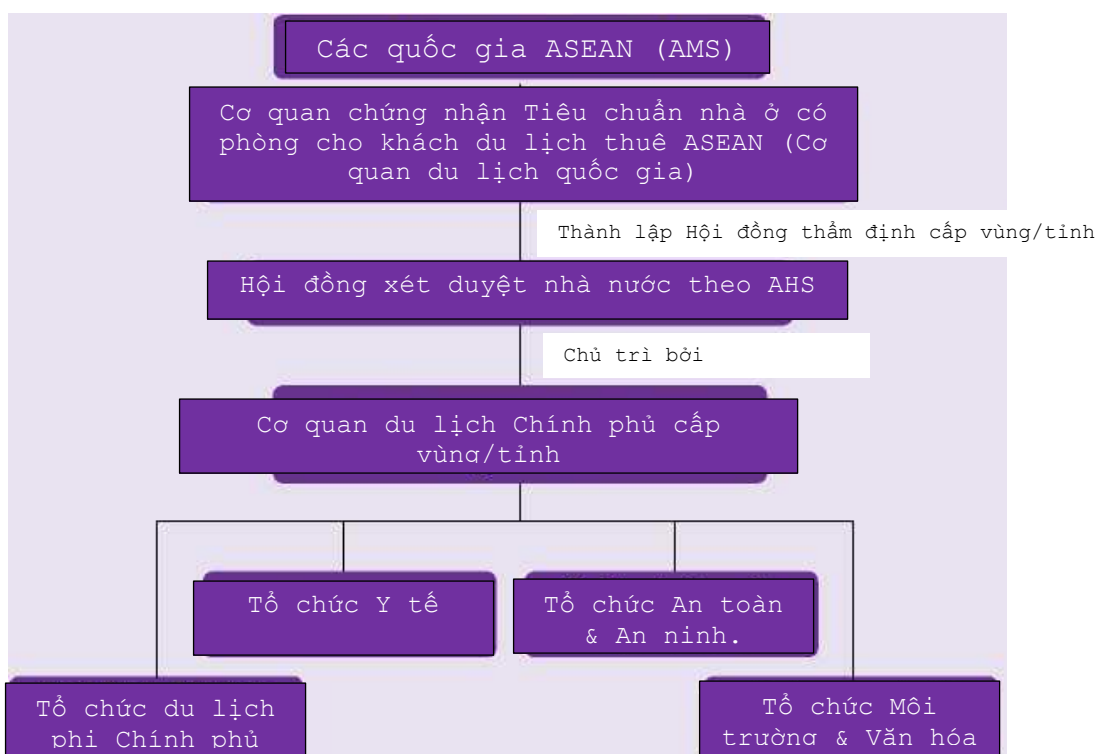 Các quốc gia ASEAN (AMS)
Cơ quan chứng nhận Tiêu chuẩn nhà ở có
phòng cho khách du lịch thuê ASEAN (Cơ
quan du lịch quốc gia)
Thành lập Hội đồng thẩm định cấp vùng/tỉnh
Hội đồng xét duyệt nhà nước theo AHS
Chủ trì bởi
Cơ quan du lịch Chính phủ cấp
vùng/tỉnh
Tổ chức Y tế
Tổ chức An toàn
& An ninh.
Tổ chức du lịch
phi Chính phủ
Tổ chức Môi
trường & Văn hóa